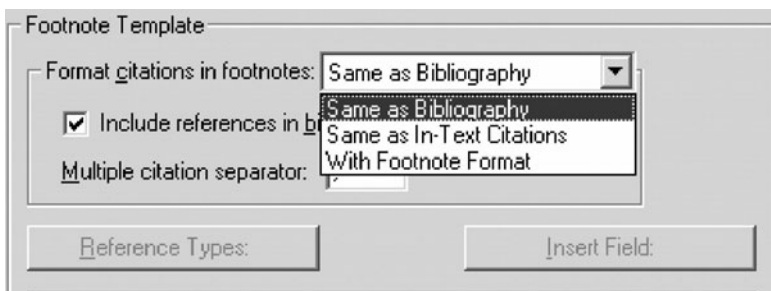 Footnote Template
Format citations in footnotes: Same as Bibliography
Same as Bibliography
Include references in
Same as In-Text Citations
With Footnote Format
Multiple citation separator:
Reference Types: Insert Field: